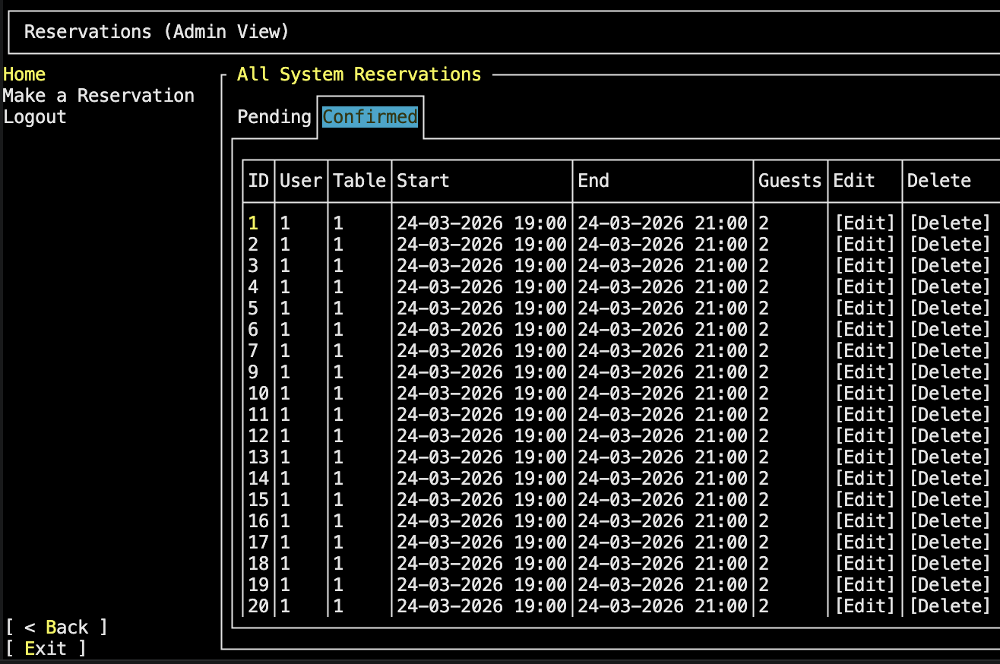 Reservations (Admin View)
Home
Make a Reservation
Logout
All System Reservations
Pending Confirmed
ID User Table Start End Guests Edit Delete
1 1 1 24-03-2026 19:00 24-03-2026 21:00 2 [Edit] [Delete]
2 1 1 24-03-2026 19:00 24-03-2026 21:00 2 [Edit] [Delete]
3 1 1 24-03-2026 19:00 24-03-2026 21:00 2 [Edit] [Delete]
4 1 1 24-03-2026 19:00 24-03-2026 21:00 2 [Edit] [Delete]
5 1 1 24-03-2026 19:00 24-03-2026 21:00 2 [Edit] [Delete]
6 1 1 24-03-2026 19:00 24-03-2026 21:00 2 [Edit] [Delete]
7 1 1 24-03-2026 19:00 24-03-2026 21:00 2 [Edit] [Delete]
9 1 1 24-03-2026 19:00 24-03-2026 21:00 2 [Edit] [Delete]
10 1 1 24-03-2026 19:00 24-03-2026 21:00 2 [Edit] [Delete]
11 1 1 24-03-2026 19:00 24-03-2026 21:00 2 [Edit] [Delete]
12 1 1 24-03-2026 19:00 24-03-2026 21:00 2 [Edit] [Delete]
13 1 1 24-03-2026 19:00 24-03-2026 21:00 2 [Edit] [Delete]
14 1 1 24-03-2026 19:00 24-03-2026 21:00 2 [Edit] [Delete]
15 1 1 24-03-2026 19:00 24-03-2026 21:00 2 [Edit] [Delete]
16 1 1 24-03-2026 19:00 24-03-2026 21:00 2 [Edit] [Delete]
17 1 1 24-03-2026 19:00 24-03-2026 21:00 2 [Edit] [Delete]
18 1 1 24-03-2026 19:00 24-03-2026 21:00 2 [Edit] [Delete]
19 1 1 24-03-2026 19:00 24-03-2026 21:00 2 [Edit] [Delete]
20 1 1 24-03-2026 19:00 24-03-2026 21:00 2 [Edit] [Delete]
[ < Back ]
[ Exit ]